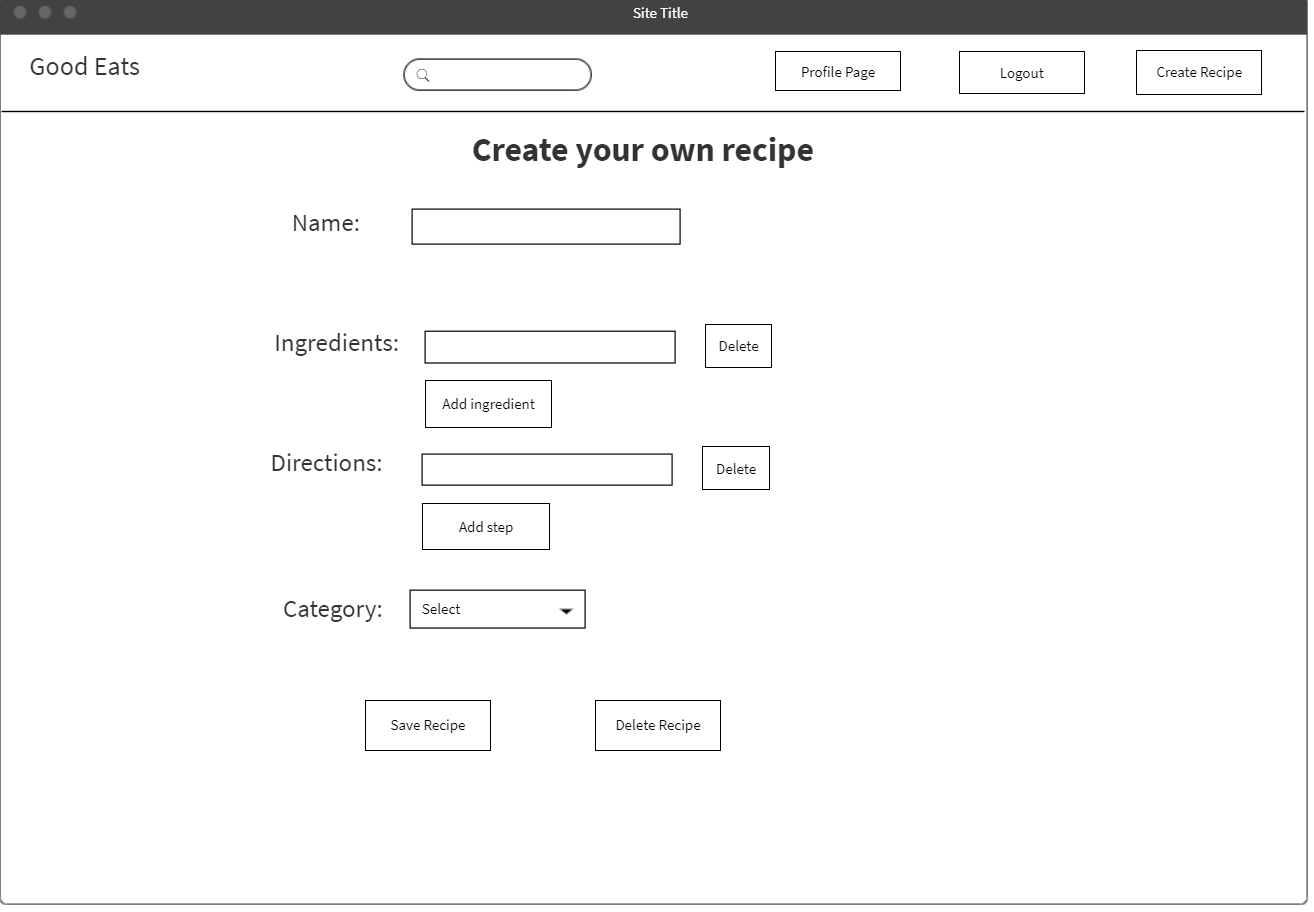 Site Title
Good Eats
Profile Page
Logout
Create Recipe
Create your own recipe
Name:
Ingredients:
Delete
Add ingredient
Directions:
Delete
Add step
Category:
Select
Save Recipe
Delete Recipe